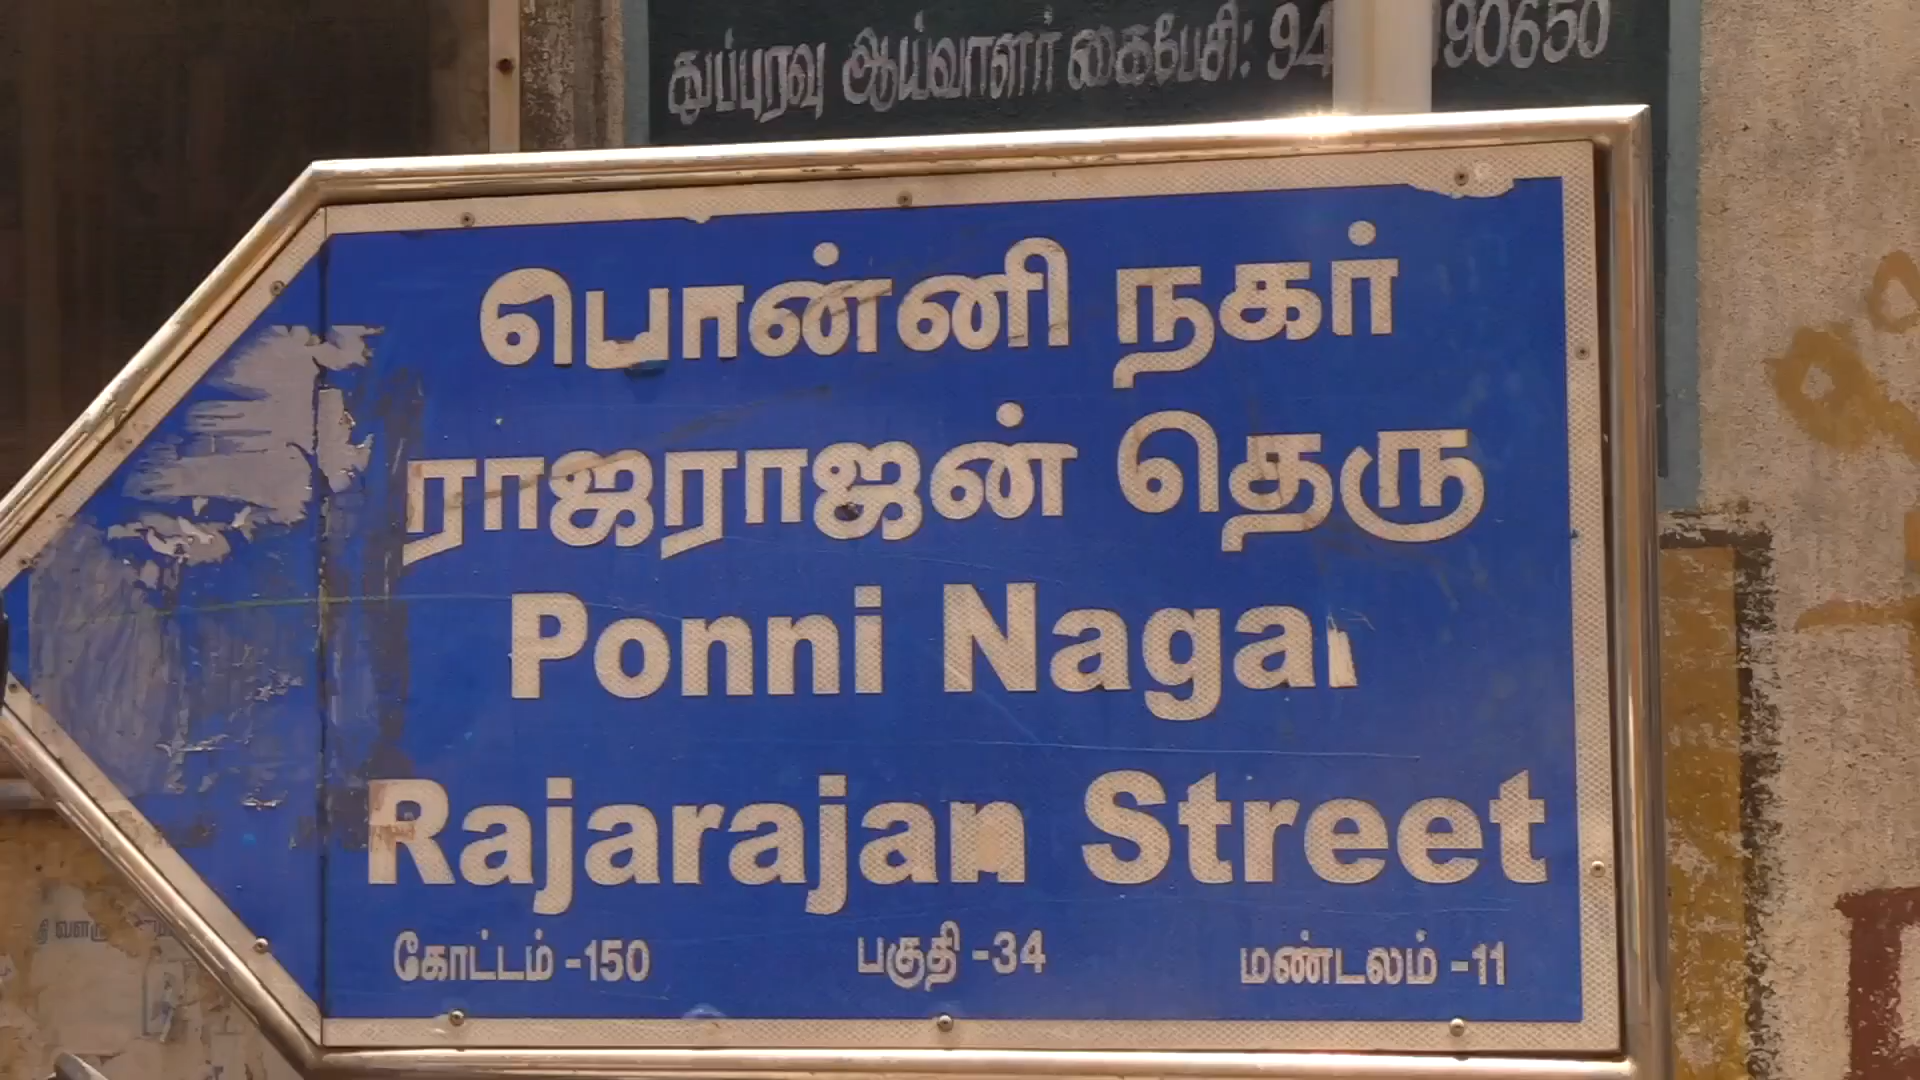 துப்புரவு ஆய்வாளர் கைபேசி: 94 90650
பொன்னி நகர்
ராஜராஜன் தெரு
Ponni Nagar
Rajarajan Street
கோட்டம் -150 பகுதி -34 மண்டலம் -11